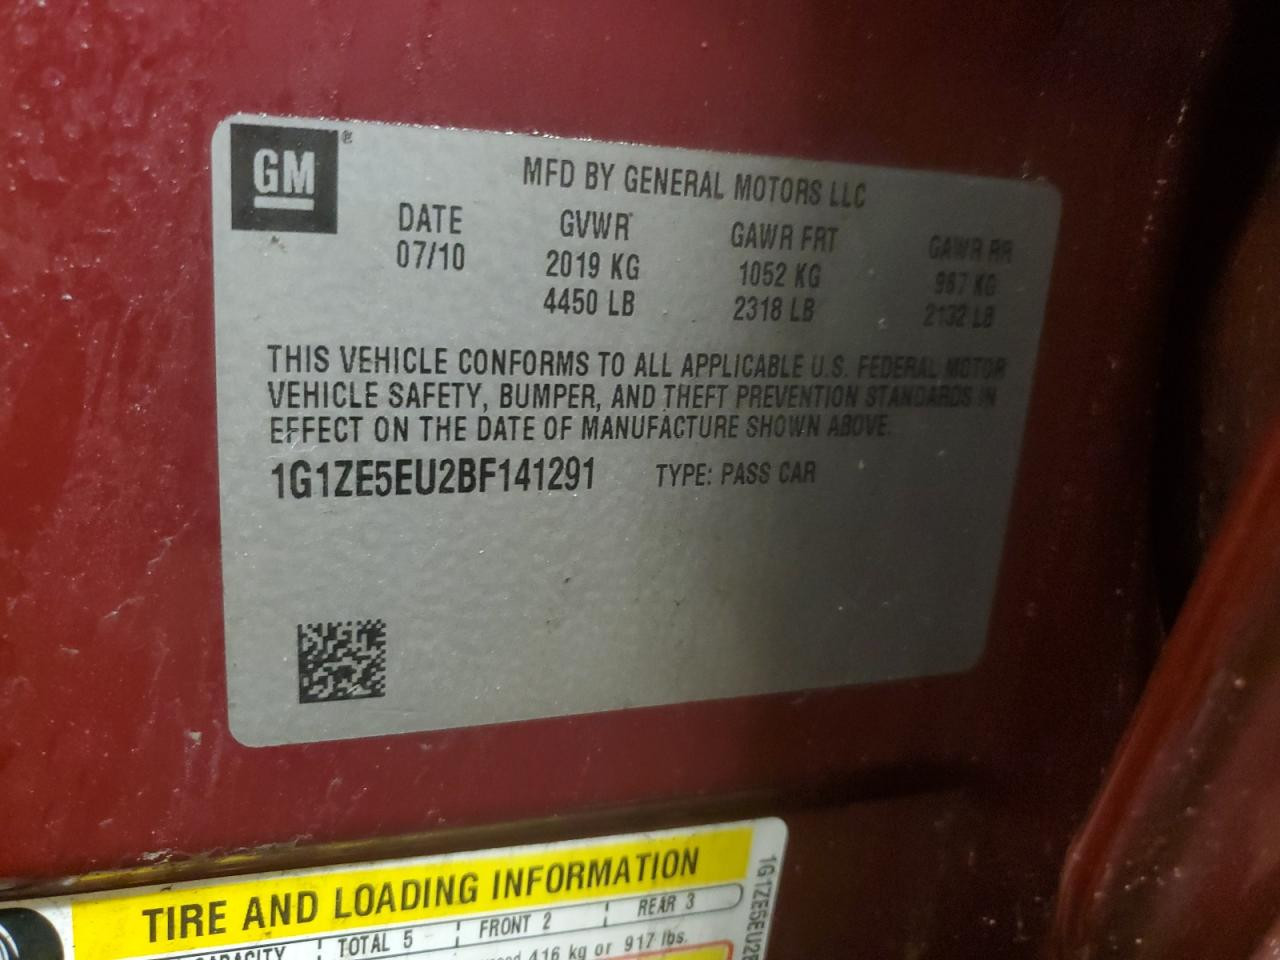 GM®
MFD BY GENERAL MOTORS LLC
DATE GVWR GAWR FRT GAWR RR
07/10 2019 KG 1052 KG 967 KG
4450 LB 2318 LB 2132 LB
THIS VEHICLE CONFORMS TO ALL APPLICABLE U.S. FEDERAL MOTOR
VEHICLE SAFETY, BUMPER, AND THEFT PREVENTION STANDARDS IN
EFFECT ON THE DATE OF MANUFACTURE SHOWN ABOVE.
1G1ZE5EU2BF141291 TYPE: PASS CAR
TIRE AND LOADING INFORMATION
TOTAL 5 FRONT 2 REAR 3
416 kg or 917 lbs.
1G1ZE5EU2B